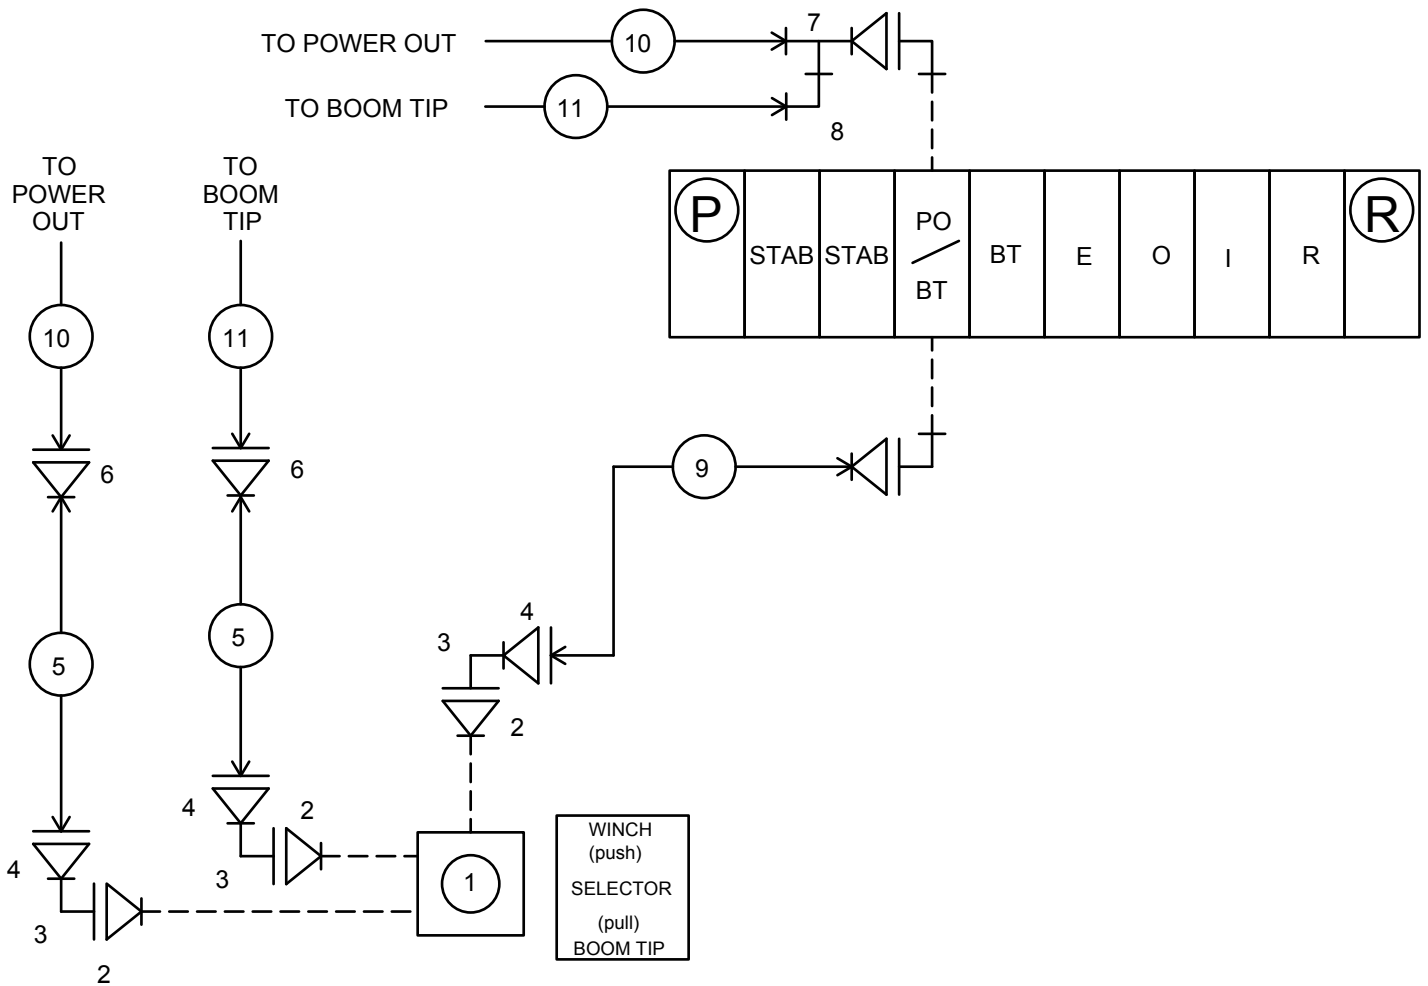 7
TO POWER OUT
10
TO BOOM TIP
11
8
TO
POWER
OUT
TO
BOOM
TIP
P
STAB
STAB
PO
BT
BT
E
O
I
R
R
10
11
6
6
9
5
5
4
3
2
4
2
3
4
3
2
1
WINCH
(push)
SELECTOR
(pull)
BOOM TIP